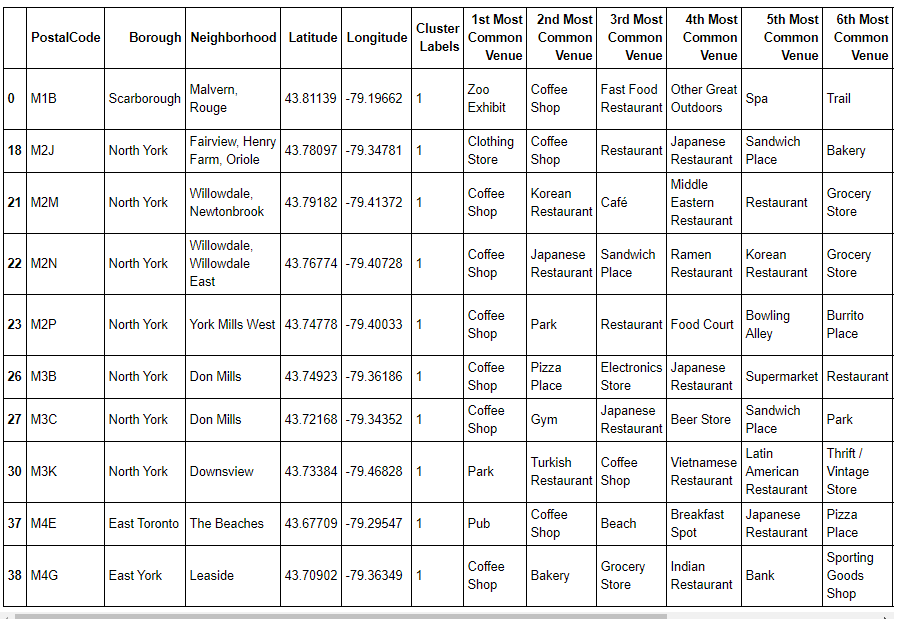 PostalCode Borough Neighborhood Latitude Longitude Cluster Labels 1st Most Common Venue 2nd Most Common Venue 3rd Most Common Venue 4th Most Common Venue 5th Most Common Venue 6th Most Common Venue
0 M1B Scarborough Malvern, Rouge 43.81139 -79.19662 1 Zoo Exhibit Coffee Shop Fast Food Restaurant Other Great Outdoors Spa Trail
18 M2J North York Fairview, Henry Farm, Oriole 43.78097 -79.34781 1 Clothing Store Coffee Shop Restaurant Japanese Restaurant Sandwich Place Bakery
21 M2M North York Willowdale, Newtonbrook 43.79182 -79.41372 1 Coffee Shop Korean Restaurant Café Middle Eastern Restaurant Restaurant Grocery Store
22 M2N North York Willowdale, Willowdale East 43.76774 -79.40728 1 Coffee Shop Japanese Restaurant Sandwich Place Ramen Restaurant Korean Restaurant Grocery Store
23 M2P North York York Mills West 43.74778 -79.40033 1 Coffee Shop Park Restaurant Food Court Bowling Alley Burrito Place
26 M3B North York Don Mills 43.74923 -79.36186 1 Coffee Shop Pizza Place Electronics Store Japanese Restaurant Supermarket Restaurant
27 M3C North York Don Mills 43.72168 -79.34352 1 Coffee Shop Gym Japanese Restaurant Beer Store Sandwich Place Park
30 M3K North York Downsview 43.73384 -79.46828 1 Park Turkish Restaurant Coffee Shop Vietnamese Restaurant Latin American Restaurant Thrift / Vintage Store
37 M4E East Toronto The Beaches 43.67709 -79.29547 1 Pub Coffee Shop Beach Breakfast Spot Japanese Restaurant Pizza Place
38 M4G East York Leaside 43.70902 -79.36349 1 Coffee Shop Bakery Grocery Store Indian Restaurant Bank Sporting Goods Shop